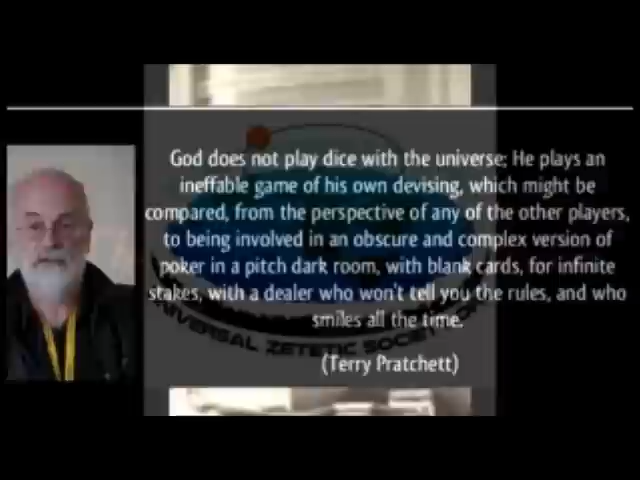 God does not play dice with the universe; He plays an
ineffable game of his own devising, which might be
compared, from the perspective of any of the other players,
to being involved in an obscure and complex version of
poker in a pitch dark room, with blank cards, for infinite
stakes, with a dealer who won't tell you the rules, and who
smiles all the time.
(Terry Pratchett)
UNIVERSAL ZETETIC SOCIETY